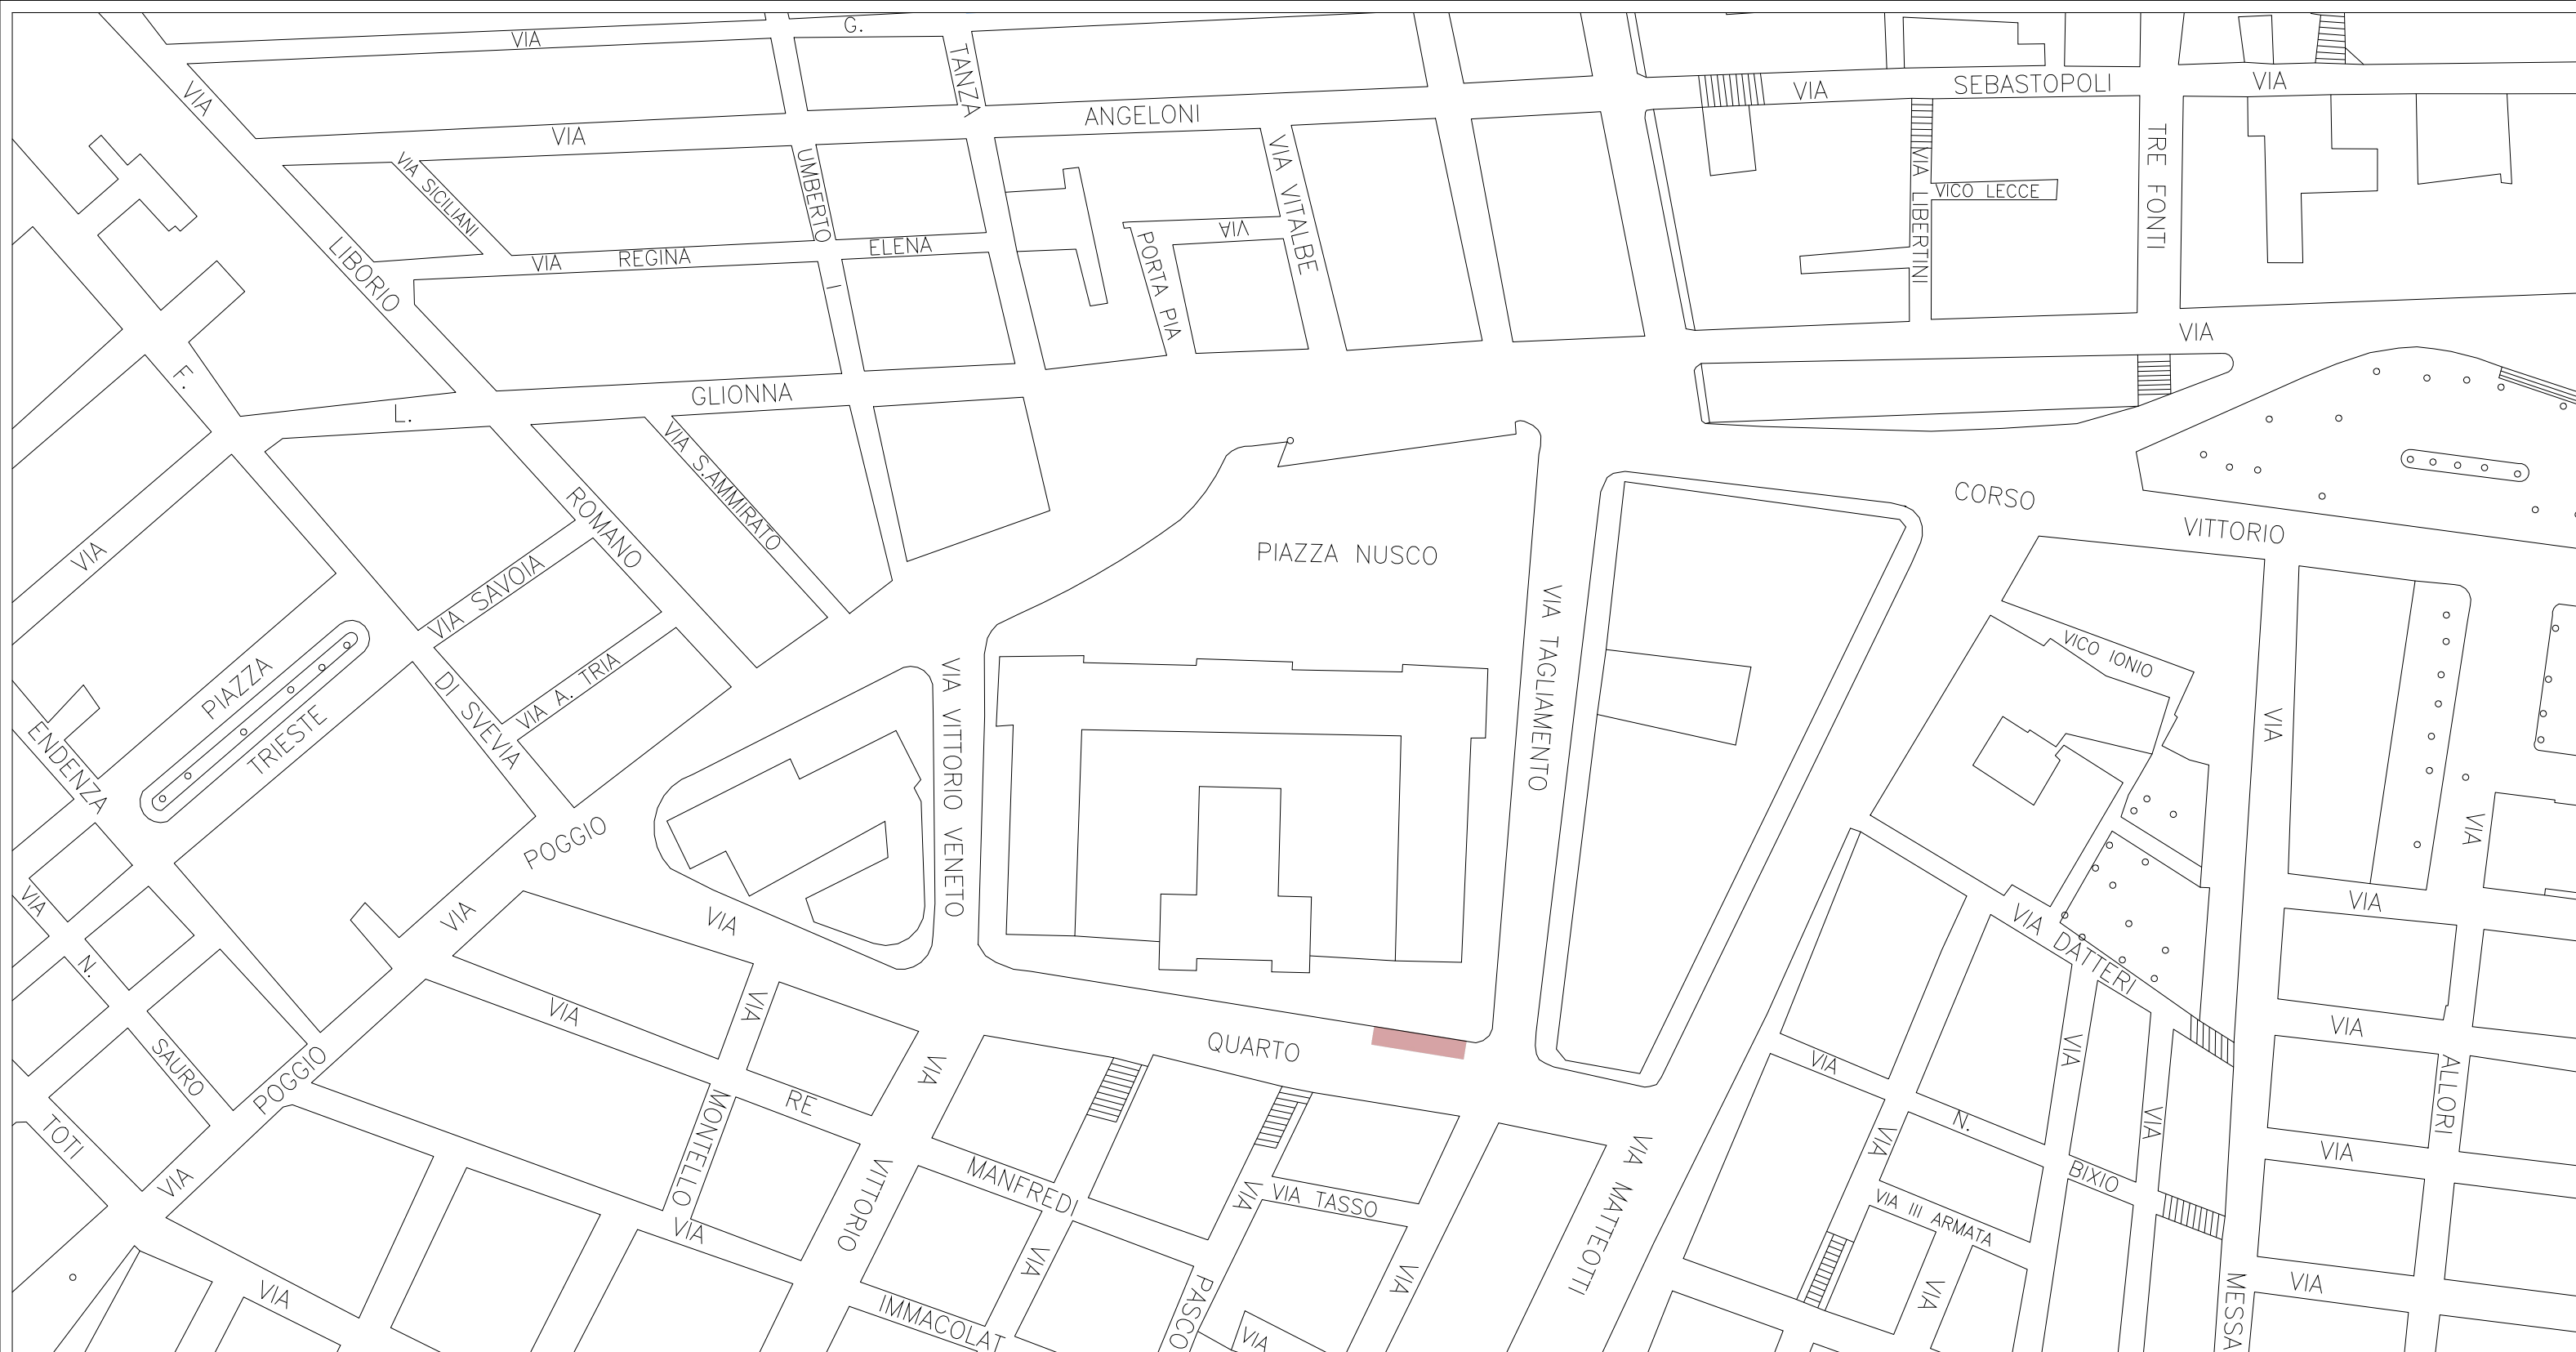 VIA
G.
TANZA
VIA
LIBORIO
VIA
ANGELONI
VIA
SEBASTOPOLI
VIA
VIA SICILIANI
UMBERTO
I
VIA VITALBE
VIA LIBERTINI
VICO LECCE
TRE FONTI
VIA
REGINA
ELENA
VIA
PORTA PIA
VIA
F.
L.
GLIONNA
VIA S.AMMIRATO
ROMANO
CORSO
VITTORIO
VIA
PIAZZA NUSCO
VIA SAVOIA
VIA TAGLIAMENTO
VICO IONIO
PIAZZA
TRIESTE
DI SVEVIA
VIA A. TRIA
VIA VITTORIO VENETO
VIA
ENDENZA
POGGIO
VIA
VIA
VIA
VIA
VIA
VIA DATTERI
N.
VIA
VIA
QUARTO
VIA
VIA
SAURO
POGGIO
VIA
VIA
VIA
ALLORI
MONTELLO
RE
VITTORIO
MANFREDI
VIA
VIA TASSO
VIA MATTEOTTI
VIA
N.
BIXIO
VIA III ARMATA
VIA
TOTI
VIA
VIA
VIA
VIA
VIA
VIA
VIA
IMMACOLAT
PASCO
VIA
MESSA